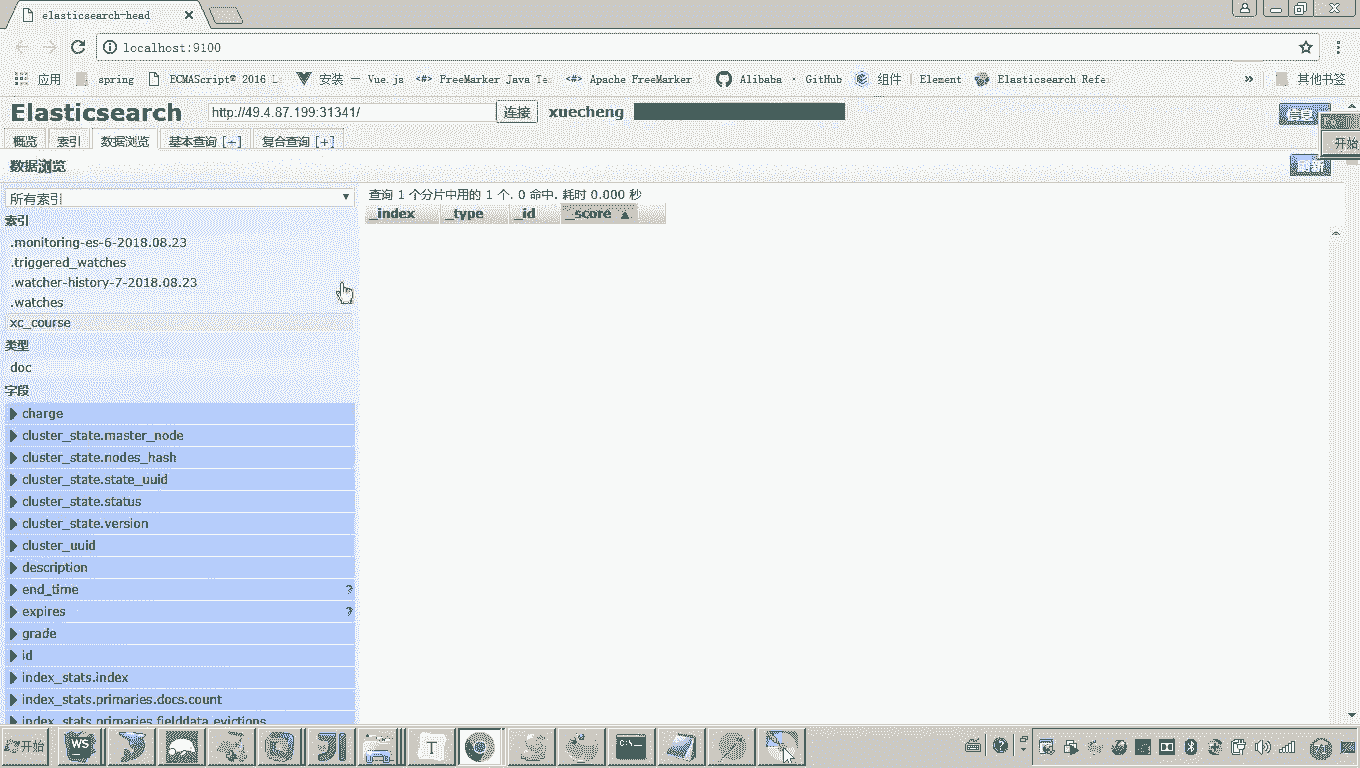 elasticsearch-head
localhost:9100
应用 spring ECMAScript® 2016 L 安装 — Vue.js FreeMarker Java Te Apache FreeMarker Alibaba · GitHub 组件 | Element Elasticsearch Refe » 其他书签
Elasticsearch http://49.4.87.199:31341/ 连接 xuecheng 信息
概览 索引 数据浏览 基本查询 [+] 复合查询 [+] 开始
数据浏览
所有索引 查询 1 个分片中用的 1 个. 0 命中. 耗时 0.000 秒
索引 _index _type _id _score ▲
.monitoring-es-6-2018.08.23
.triggered_watches
.watcher-history-7-2018.08.23
.watches
xc_course
类型
doc
字段
charge
cluster_state.master_node
cluster_state.nodes_hash
cluster_state.state_uuid
cluster_state.status
cluster_state.version
cluster_uuid
description
end_time ?
expires ?
grade
id
index_stats.index
index_stats.primaries.docs.count
index_stats.primaries.fielddata.evictions
开始 WS T C:\